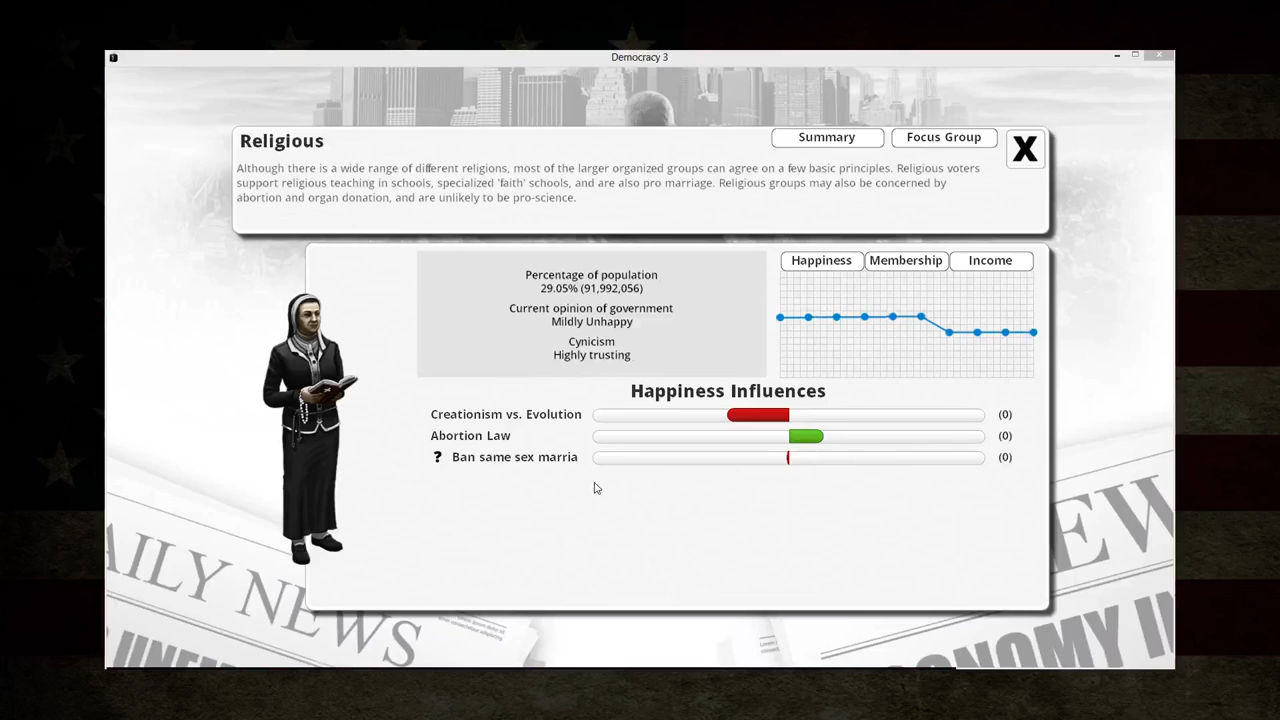 Democracy 3
Religious
Summary
Focus Group
X
Although there is a wide range of different religions, most of the larger organized groups can agree on a few basic principles. Religious voters
support religious teaching in schools, specialized 'faith' schools, and are also pro marriage. Religious groups may also be concerned by
abortion and organ donation, and are unlikely to be pro-science.
Percentage of population
29.05% (91,992,056)
Current opinion of government
Mildly Unhappy
Cynicism
Highly trusting
Happiness
Membership
Income
Happiness Influences
Creationism vs. Evolution (0)
Abortion Law (0)
? Ban same sex marria (0)
AILY NEWS
EW
ONOMY I